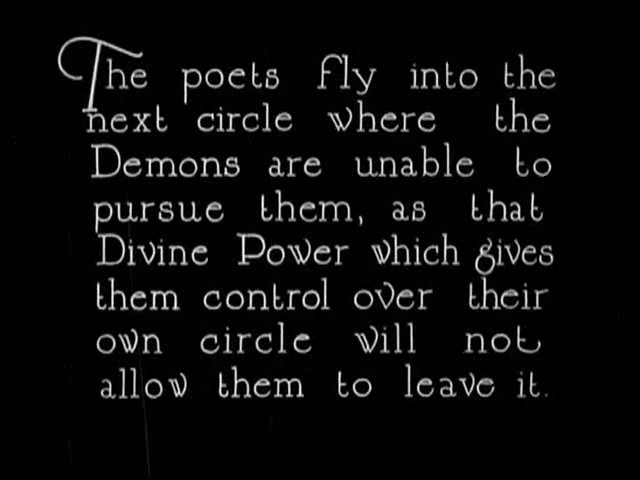 The poets fly into the
next circle where the
Demons are unable to
pursue them, as that
Divine Power which gives
them control over their
own circle will not
allow them to leave it.